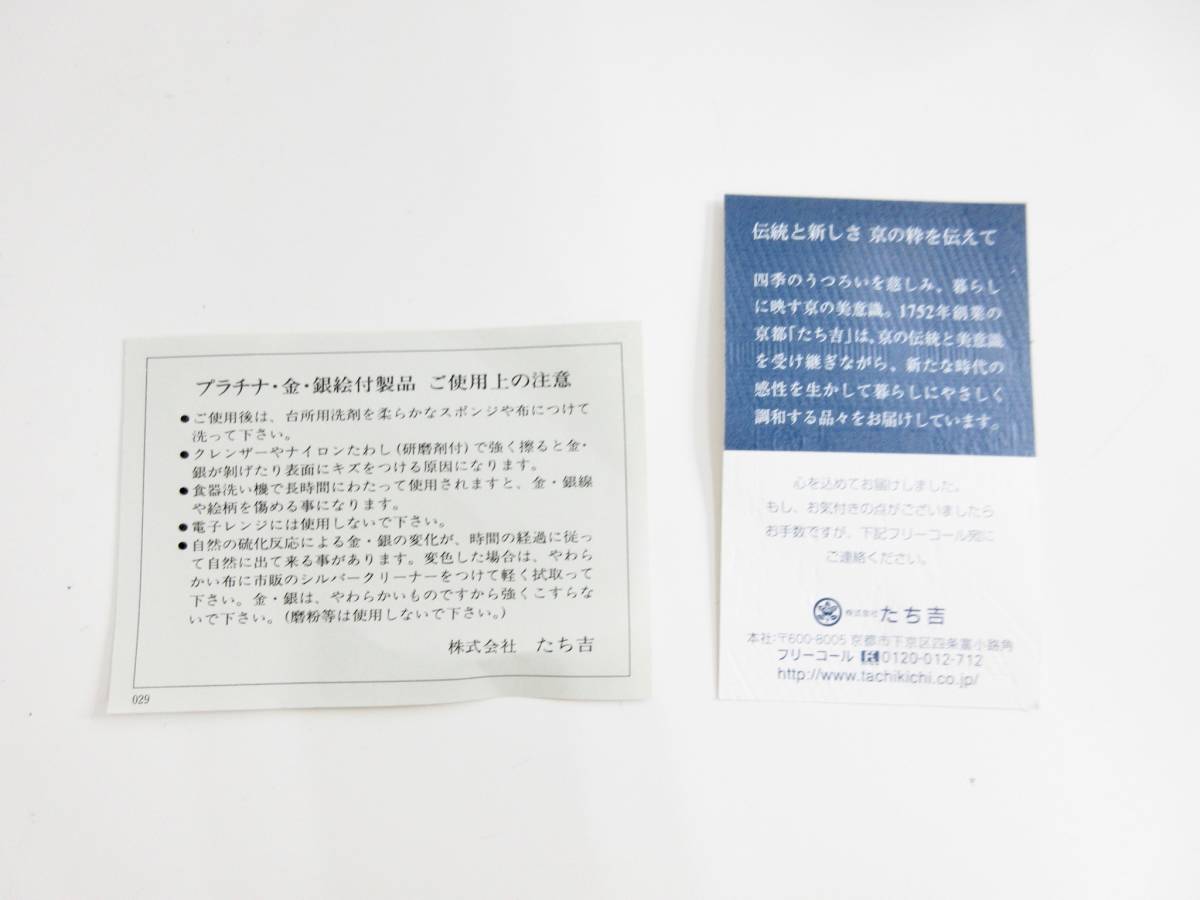 プラチナ・金・銀絵付製品 ご使用上の注意
●ご使用後は、台所用洗剤を柔らかなスポンジや布につけて
洗って下さい。
●クレンザーやナイロンたわし(研磨剤付)で強く擦ると金・
銀が剝げたり表面にキズをつける原因になります。
●食器洗い機で長時間にわたって使用されますと、金・銀線
や絵柄を傷める事になります。
●電子レンジには使用しないで下さい。
●自然の硫化反応による金・銀の変化が、時間の経過に従っ
て自然に出て来る事があります。変色した場合は、やわら
かい布に市販のシルバークリーナーをつけて軽く拭取って
下さい。金・銀は、やわらかいものですから強くこすらな
いで下さい。(磨粉等は使用しないで下さい。)
株式会社 たち吉
029
伝統と新しさ 京の粋を伝えて
四季のうつろいを慈しみ、暮らし
に映す京の美意識。1752年創業の
京都「たち吉」は、京の伝統と美意識
を受け継ぎながら、新たな時代の
感性を生かして暮らしにやさしく
調和する品々をお届けしています。
心を込めてお届けしました。
もし、お気付きの点がございましたら
お手数ですが、下記フリーコール宛に
ご連絡ください。
株式会社 たち吉
本社:〒600-8005 京都市下京区四条富小路角
フリーコール 0120-012-712
http://www.tachikichi.co.jp/